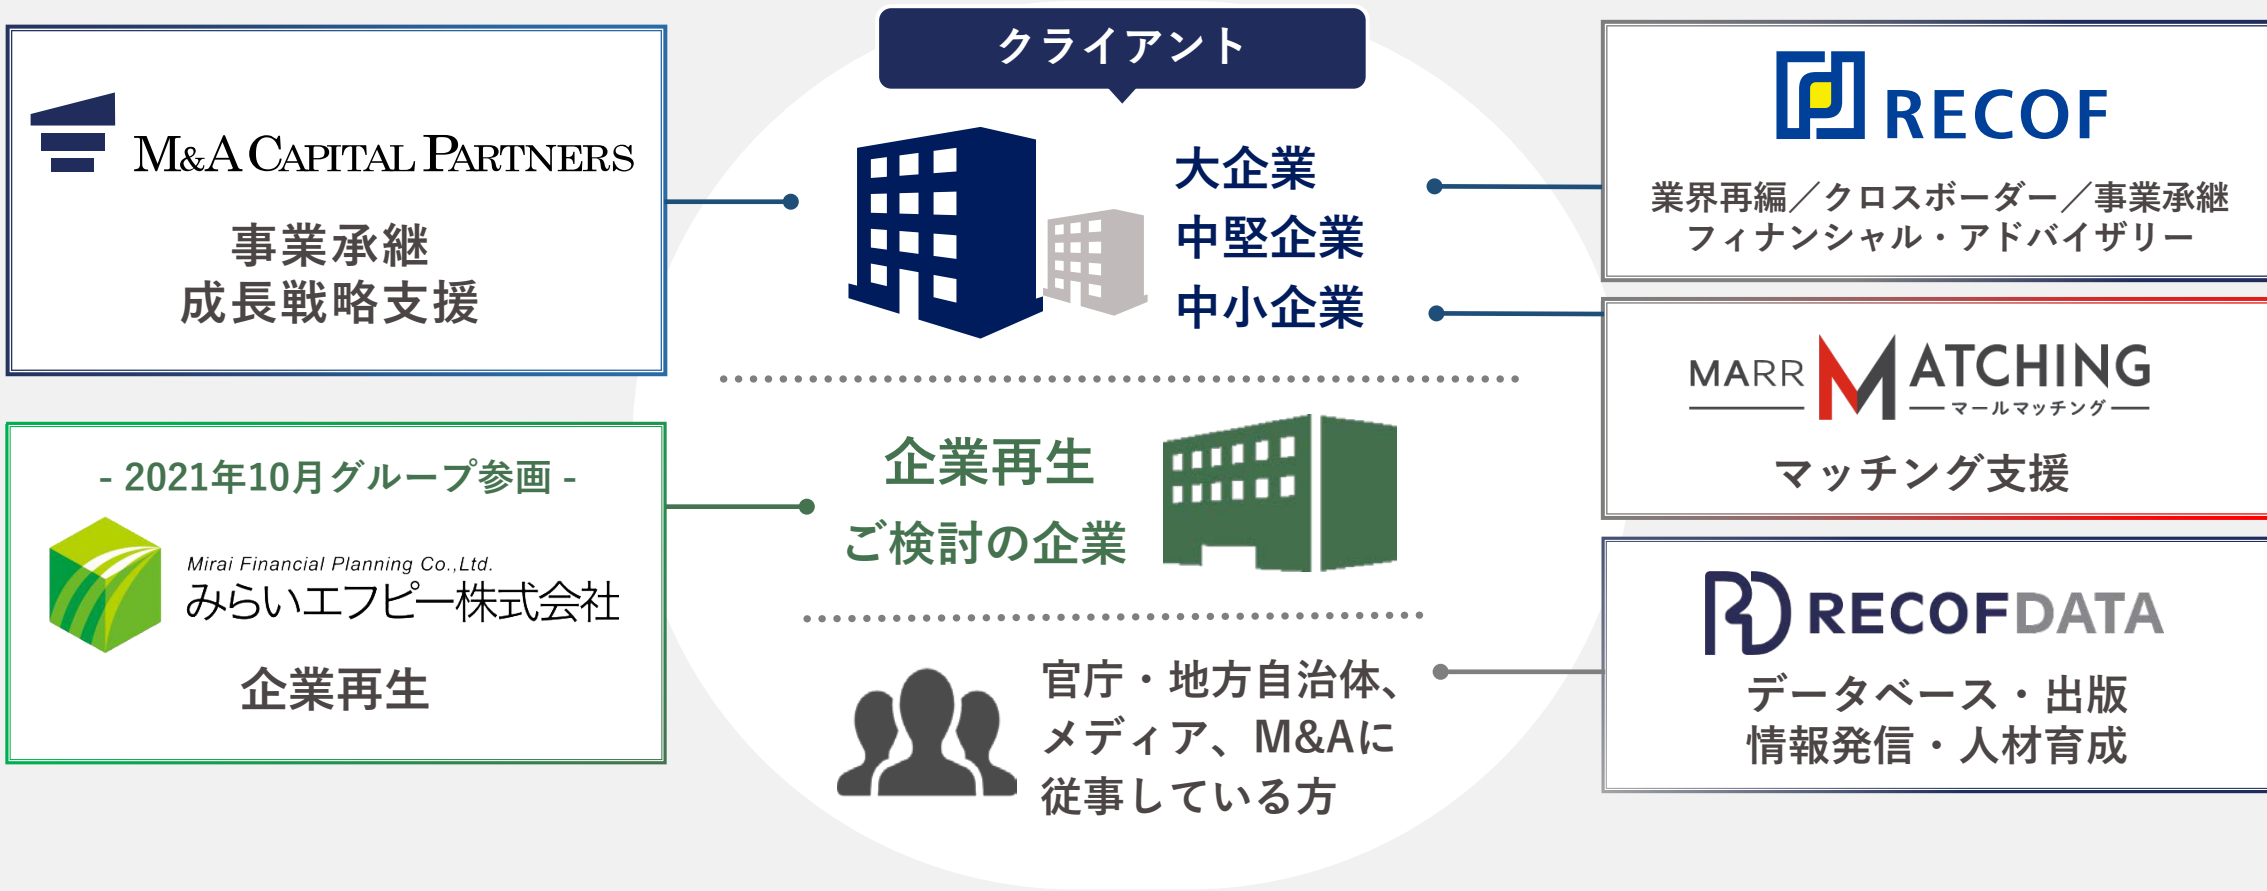 クライアント
M&A CAPITAL PARTNERS
事業承継
成長戦略支援
- 2021年10月グループ参画 -
Mirai Financial Planning Co.,Ltd.
みらいエフピー株式会社
企業再生
大企業
中堅企業
中小企業
企業再生
ご検討の企業
官庁・地方自治体、
メディア、M&Aに
従事している方
RECOF
業界再編／クロスボーダー／事業承継
フィナンシャル・アドバイザリー
MARR MATCHING
マールマッチング
マッチング支援
RECOFDATA
データベース・出版
情報発信・人材育成